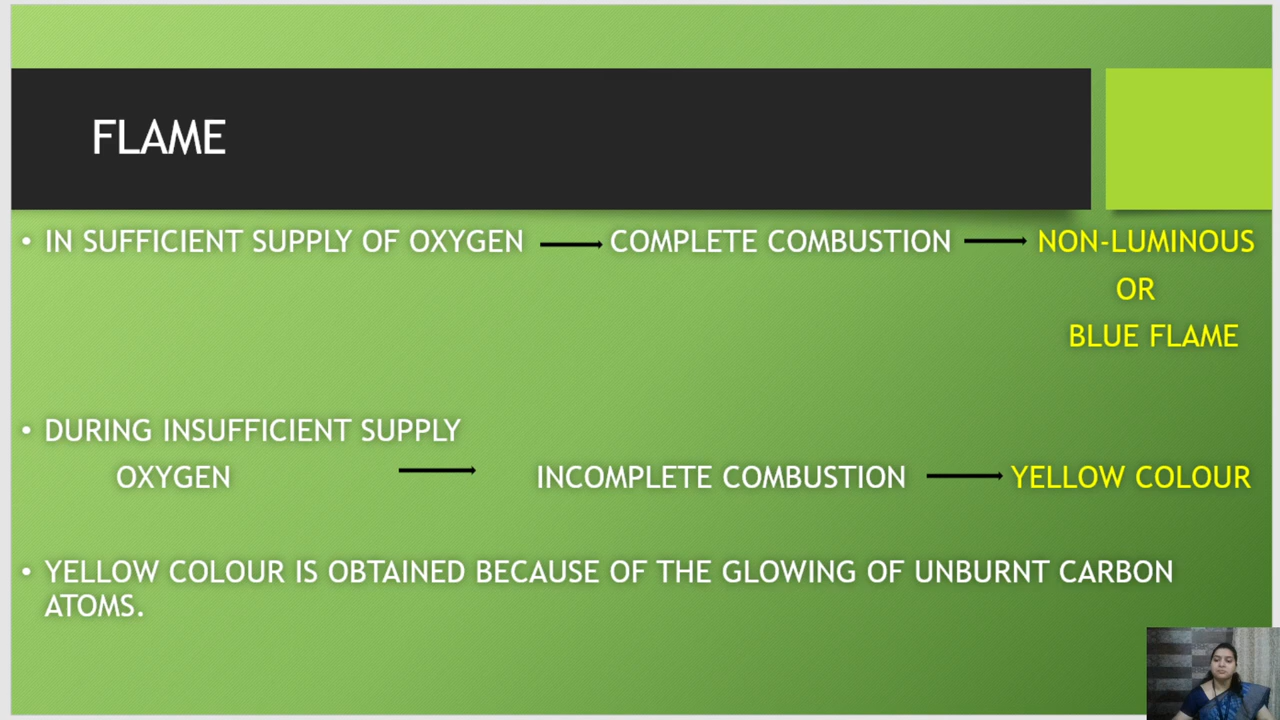 FLAME
• IN SUFFICIENT SUPPLY OF OXYGEN COMPLETE COMBUSTION NON-LUMINOUS
OR
BLUE FLAME
• DURING INSUFFICIENT SUPPLY
OXYGEN INCOMPLETE COMBUSTION YELLOW COLOUR
• YELLOW COLOUR IS OBTAINED BECAUSE OF THE GLOWING OF UNBURNT CARBON
ATOMS.